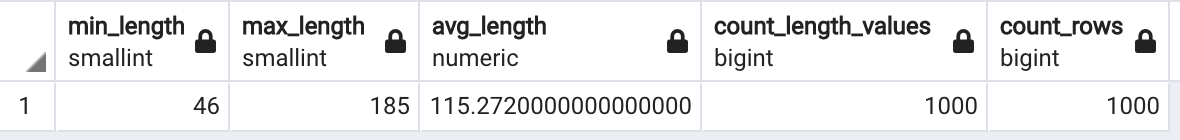 min_length max_length avg_length count_length_values count_rows
smallint smallint numeric bigint bigint
1 46 185 115.2720000000000000 1000 1000